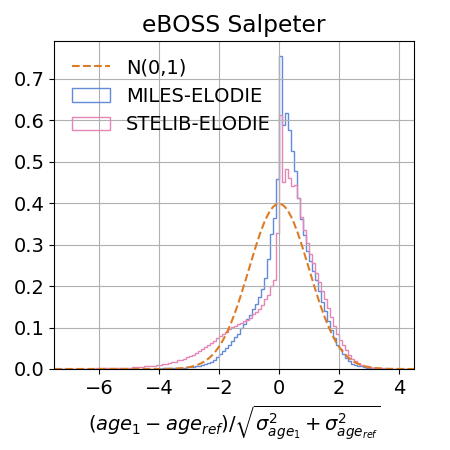 eBOSS Salpeter
N(0,1)
MILES-ELODIE
STELIB-ELODIE
0.7
0.6
0.5
0.4
0.3
0.2
0.1
0.0
−6 −4 −2 0 2 4
(age₁ − age_ref)/√σ²_age₁ + σ²_age_ref